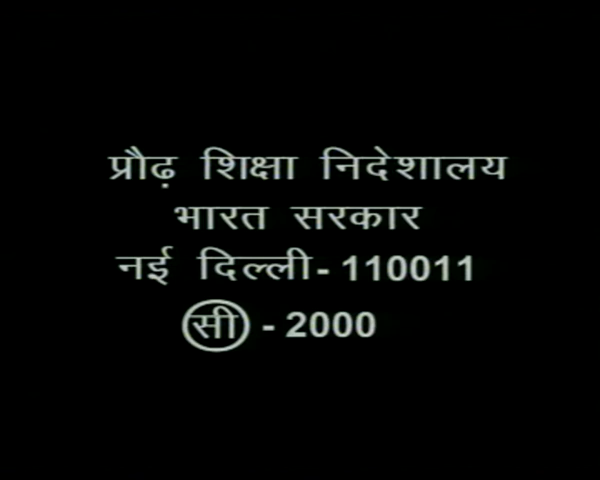 प्रौढ़ शिक्षा निदेशालय
भारत सरकार
नई दिल्ली - 110011
सी - 2000